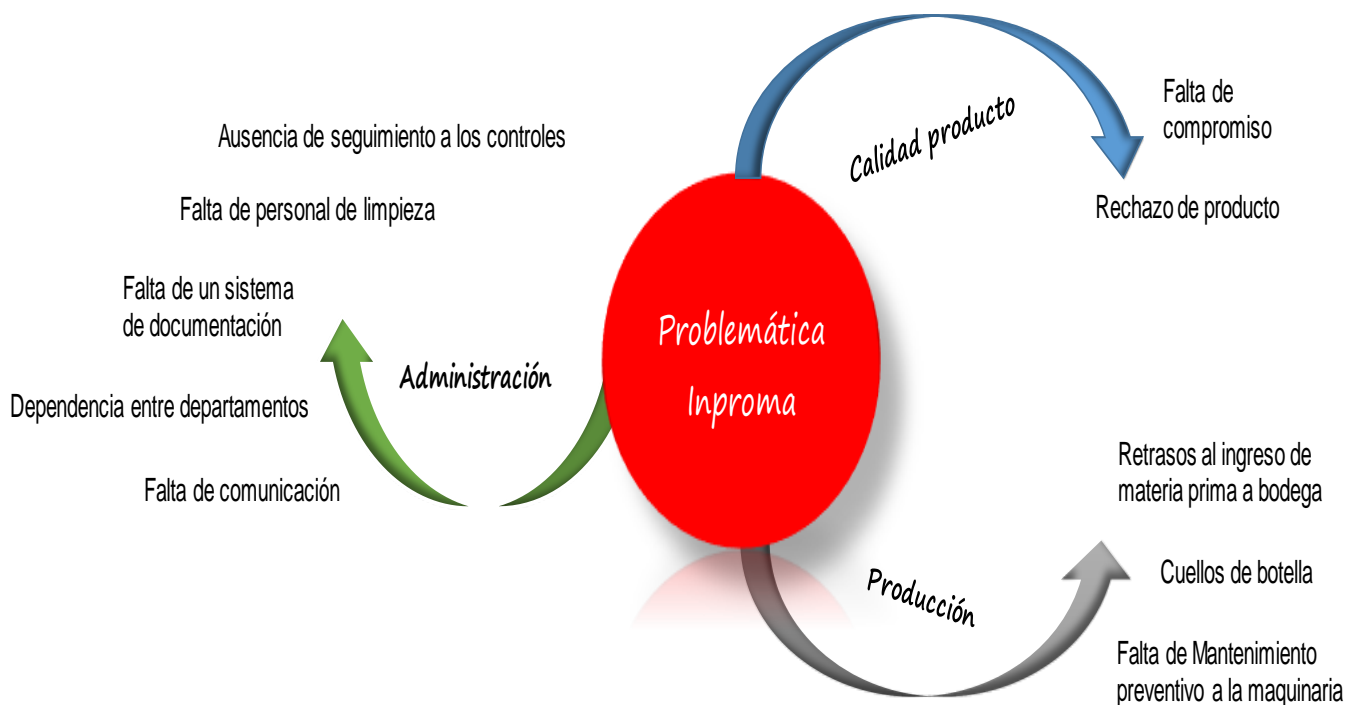 Calidad producto
Falta de
compromiso
Rechazo de producto
Ausencia de seguimiento a los controles
Falta de personal de limpieza
Falta de un sistema
de documentación
Administración
Dependencia entre departamentos
Falta de comunicación
Problemática
Inproma
Retrasos al ingreso de
materia prima a bodega
Producción
Cuellos de botella
Falta de Mantenimiento
preventivo a la maquinaria